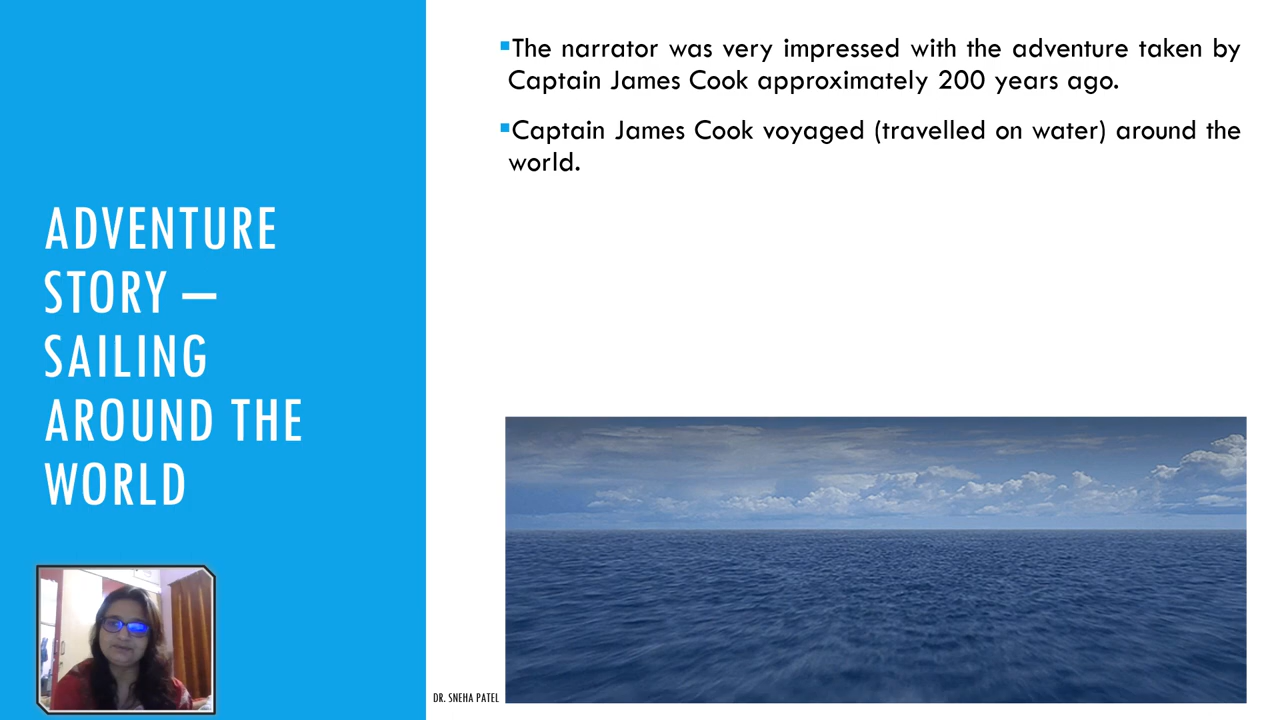 ADVENTURE
STORY –
SAILING
AROUND THE
WORLD
▪The narrator was very impressed with the adventure taken by
Captain James Cook approximately 200 years ago.
▪Captain James Cook voyaged (travelled on water) around the
world.
DR. SNEHA PATEL